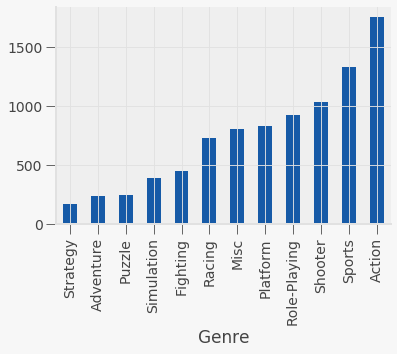 1500
1000
500
0
Strategy
Adventure
Puzzle
Simulation
Fighting
Racing
Misc
Platform
Role-Playing
Shooter
Sports
Action
Genre